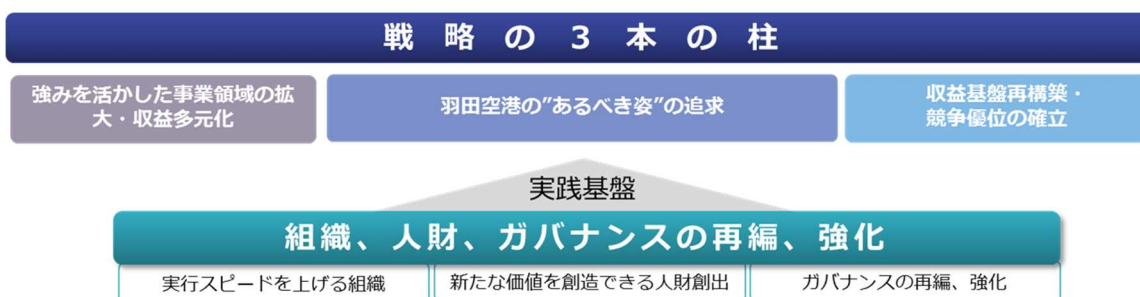 戦略の3本の柱
強みを活かした事業領域の拡
大・収益多元化
羽田空港の”あるべき姿”の追求
収益基盤再構築・
競争優位の確立
実践基盤
組織、人財、ガバナンスの再編、強化
実行スピードを上げる組織
新たな価値を創造できる人財創出
ガバナンスの再編、強化